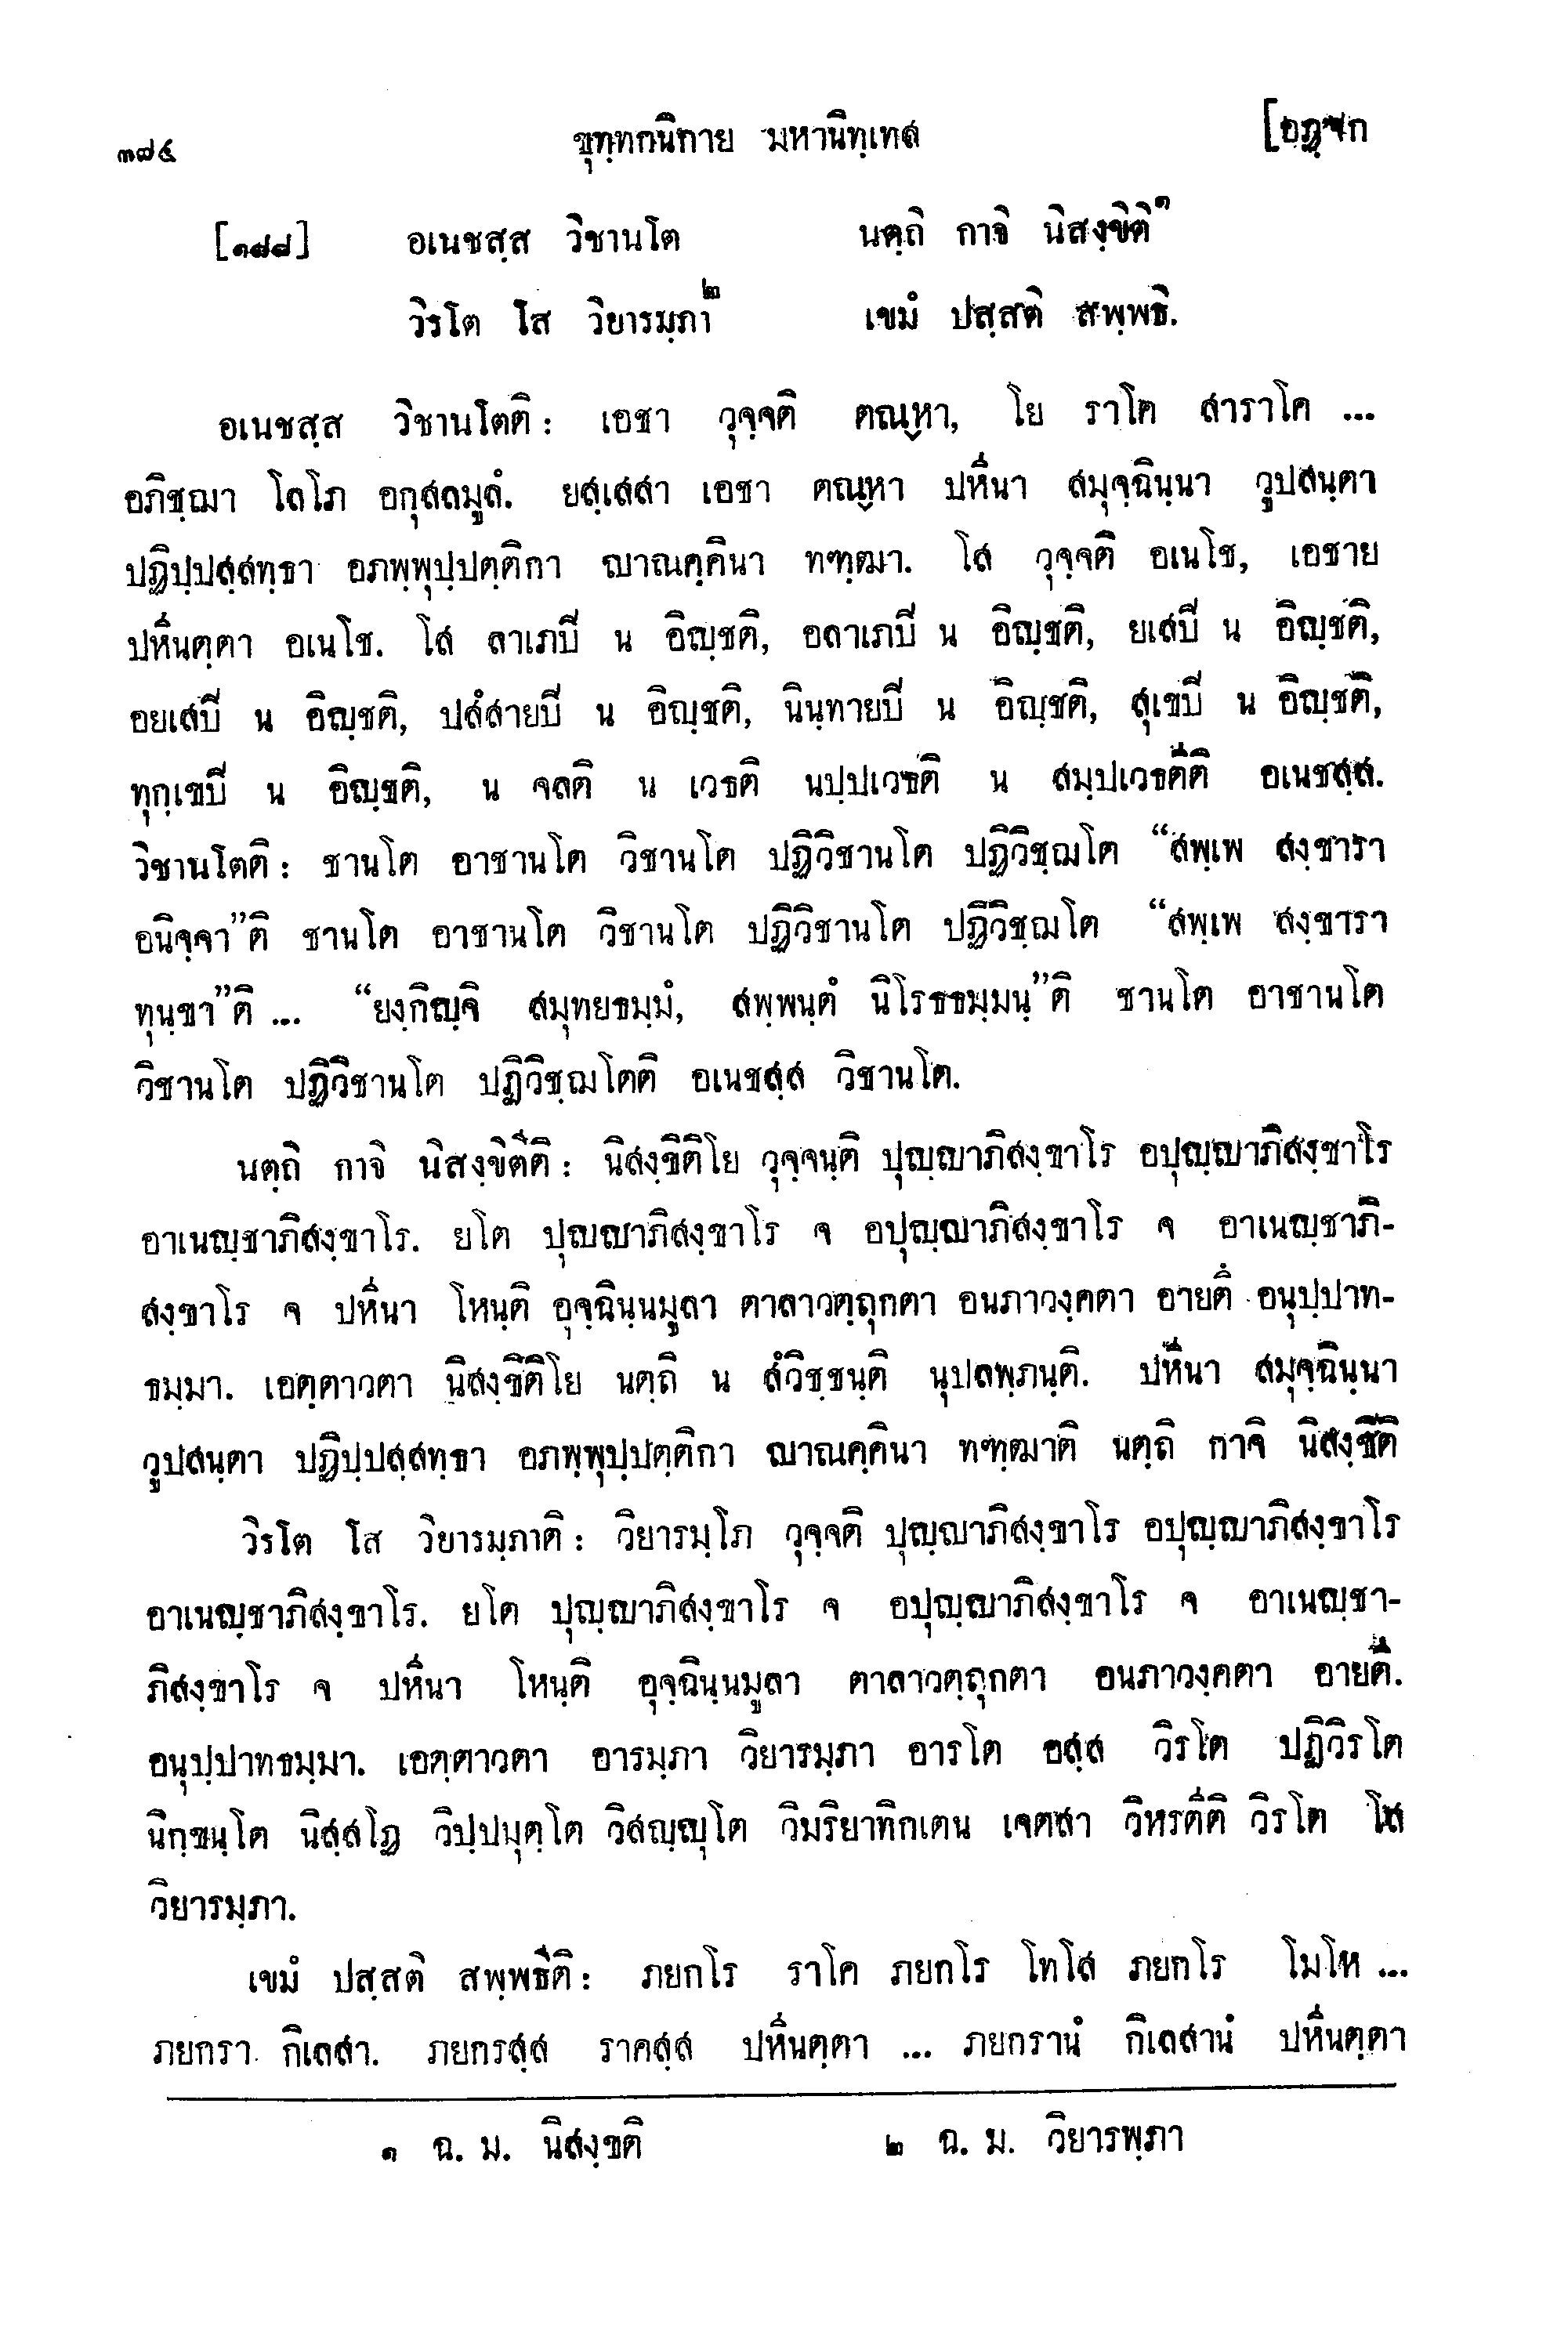 ๓๘๔ ขุทฺทกนิกาย มหานิทฺเทส [อฏฺฐก
[๑๘๘] อเนชสฺส วิชานโต นตฺถิ กาจิ นิสงฺขิติ๑
วิรโต โส วิยารมฺภา๒ เขมํ ปสฺสติ สพฺพธิ.
อเนชสฺส วิชานโตติ: เอชา วุจฺจติ ตณฺหา, โย ราโค สาราโค ...
อภิชฺฌา โลโภ อกุสลมูลํ. ยสฺเสสา เอชา ตณฺหา ปหีนา สมุจฺฉินฺนา วูปสนฺตา
ปฏิปฺปสฺสทฺธา อภพฺพุปฺปตฺติกา ญาณคฺคินา ทฑฺฒา. โส วุจฺจติ อเนโช, เอชาย
ปหีนตฺตา อเนโช. โส ลาเภปี น อิญฺชติ, อลาเภปี น อิญฺชติ, ยเสปี น อิญฺชติ,
อยเสปี น อิญฺชติ, ปสํสายปี น อิญฺชติ, นินฺทายปี น อิญฺชติ, สุเขปี น อิญฺชติ,
ทุกฺเขปี น อิญฺชติ, น จลติ น เวธติ นปฺปเวธติ น สมฺปเวธตีติ อเนชสฺส.
วิชานโตติ: ชานโต อาชานโต วิชานโต ปฏิวิชานโต ปฏิวิชฺฌโต “สพฺเพ สงฺขารา
อนิจฺจา”ติ ชานโต อาชานโต วิชานโต ปฏิวิชานโต ปฏิวิชฺฌโต “สพฺเพ สงฺขารา
ทุกฺขา”ติ ... “ยงฺกิญฺจิ สมุทยธมฺมํ, สพฺพนฺตํ นิโรธธมฺมนฺ”ติ ชานโต อาชานโต
วิชานโต ปฏิวิชานโต ปฏิวิชฺฌโตติ อเนชสฺส วิชานโต.
นตฺถิ กาจิ นิสงฺขิตีติ: นิสงฺขิติโย วุจฺจนฺติ ปุญฺญาภิสงฺขาโร อปุญฺญาภิสงฺขาโร
อาเนญฺชาภิสงฺขาโร. ยโต ปุญฺญาภิสงฺขาโร จ อปุญฺญาภิสงฺขาโร จ อาเนญฺชาภิ-
สงฺขาโร จ ปหีนา โหนฺติ อุจฺฉินฺนมูลา ตาลาวตฺถุกตา อนภาวงฺคตา อายตึ อนุปฺปาท-
ธมฺมา. เอตฺตาวตา นิสงฺขิติโย นตฺถิ น สํวิชฺชนฺติ นุปลพฺภนฺติ. ปหีนา สมุจฺฉินฺนา
วูปสนฺตา ปฏิปฺปสฺสทฺธา อภพฺพุปฺปตฺติกา ญาณคฺคินา ทฑฺฒาติ นตฺถิ กาจิ นิสงฺขิติ
วิรโต โส วิยารมฺภาติ: วิยารมฺโภ วุจฺจติ ปุญฺญาภิสงฺขาโร อปุญฺญาภิสงฺขาโร
อาเนญฺชาภิสงฺขาโร. ยโต ปุญฺญาภิสงฺขาโร จ อปุญฺญาภิสงฺขาโร จ อาเนญฺชา-
ภิสงฺขาโร จ ปหีนา โหนฺติ อุจฺฉินฺนมูลา ตาลาวตฺถุกตา อนภาวงฺคตา อายตึ.
อนุปฺปาทธมฺมา. เอตฺตาวตา อารมฺภา วิยารมฺภา อารโต อสฺส วิรโต ปฏิวิรโต
นิกฺขนฺโต นิสฺสโฏ วิปฺปมุตฺโต วิสญฺญุโต วิมริยาทิกเตน เจตสา วิหรตีติ วิรโต โส
วิยารมฺภา.
เขมํ ปสฺสติ สพฺพธีติ: ภยกโร ราโค ภยกโร โทโส ภยกโร โมโห ...
ภยกรา กิเลสา. ภยกรสฺส ราคสฺส ปหีนตฺตา ... ภยกรานํ กิเลสานํ ปหีนตฺตา
๑ ฉ. ม. นิสงฺขติ ๒ ฉ. ม. วิยารพฺภา